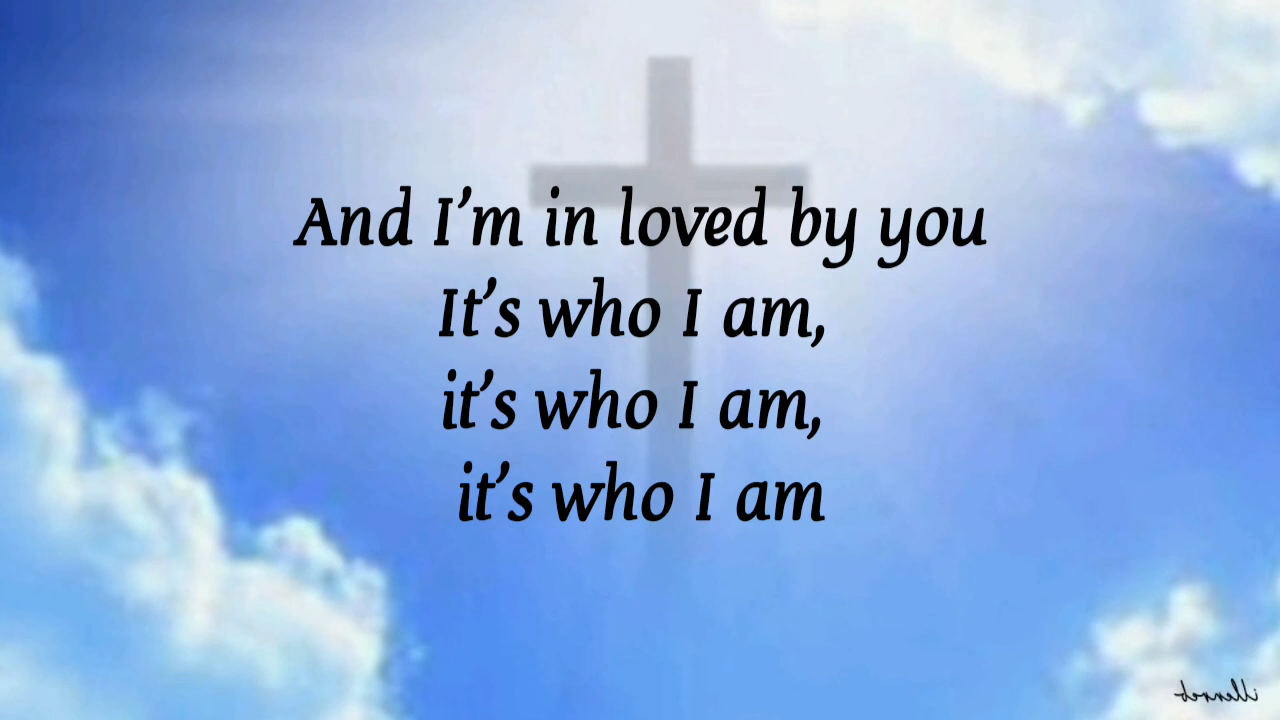 And I'm in loved by you
It's who I am,
it's who I am,
it's who I am